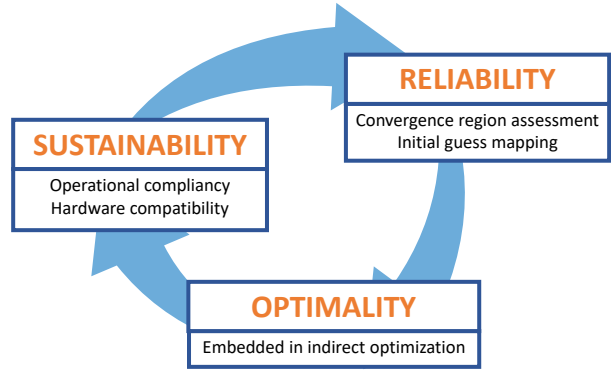 RELIABILITY
Convergence region assessment
Initial guess mapping
SUSTAINABILITY
Operational compliancy
Hardware compatibility
OPTIMALITY
Embedded in indirect optimization